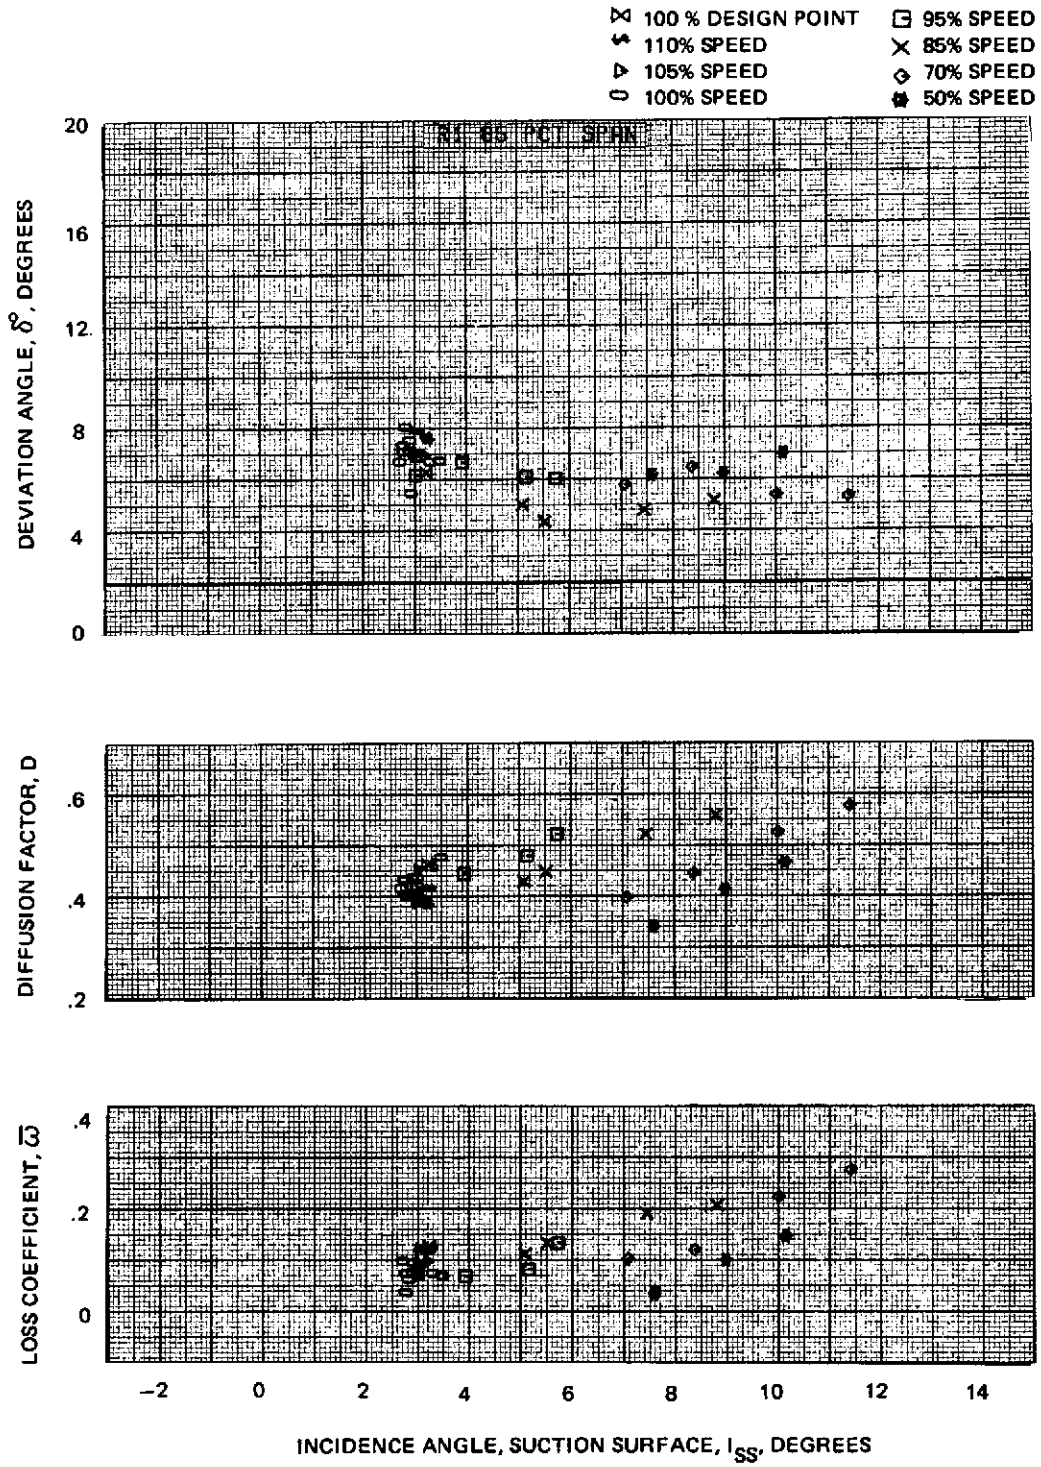 100 % DESIGN POINT
110% SPEED
105% SPEED
100% SPEED
95% SPEED
85% SPEED
70% SPEED
50% SPEED
R1 85 PCT SPAN
DEVIATION ANGLE, δ°, DEGREES
20
16
12.
8
4
0
DIFFUSION FACTOR, D
.6
.4
.2
LOSS COEFFICIENT, ω̅
.4
.2
0
−2 0 2 4 6 8 10 12 14
INCIDENCE ANGLE, SUCTION SURFACE, ISS, DEGREES